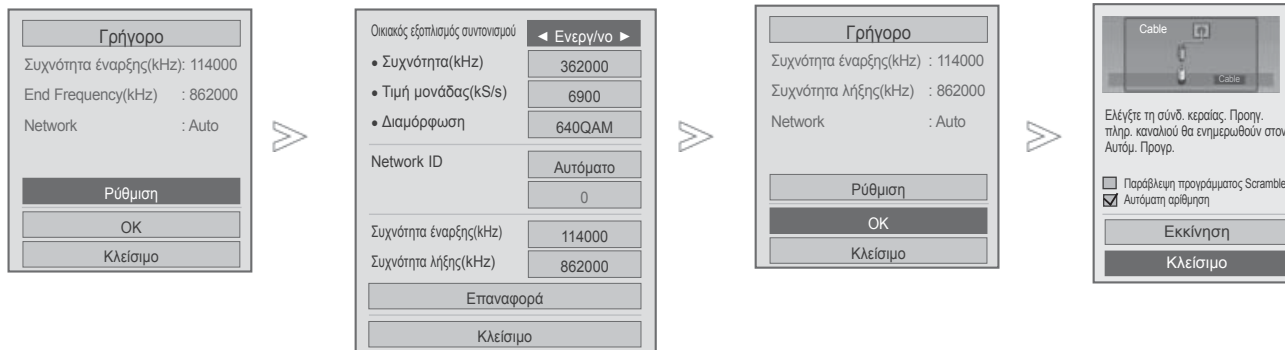 Γρήγορο
Συχνότητα έναρξης(kHz): 114000
End Frequency(kHz) : 862000
Network : Auto
Ρύθμιση
OK
Κλείσιμο
Οικιακός εξοπλισμός συντονισμού ◄ Ενεργ/νο ►
• Συχνότητα(kHz) 362000
• Τιμή μονάδας(kS/s) 6900
• Διαμόρφωση 640QAM
Network ID Αυτόματο
0
Συχνότητα έναρξης(kHz) 114000
Συχνότητα λήξης(kHz) 862000
Επαναφορά
Κλείσιμο
Γρήγορο
Συχνότητα έναρξης(kHz) : 114000
Συχνότητα λήξης(kHz) : 862000
Network : Auto
Ρύθμιση
OK
Κλείσιμο
Cable
Cable
Ελέγξτε τη σύνδ. κεραίας. Προηγ.
πληρ. καναλιού θα ενημερωθούν στον
Αυτόμ. Προγρ.
Παράβλεψη προγράμματος Scramble
Αυτόματη αρίθμηση
Εκκίνηση
Κλείσιμο